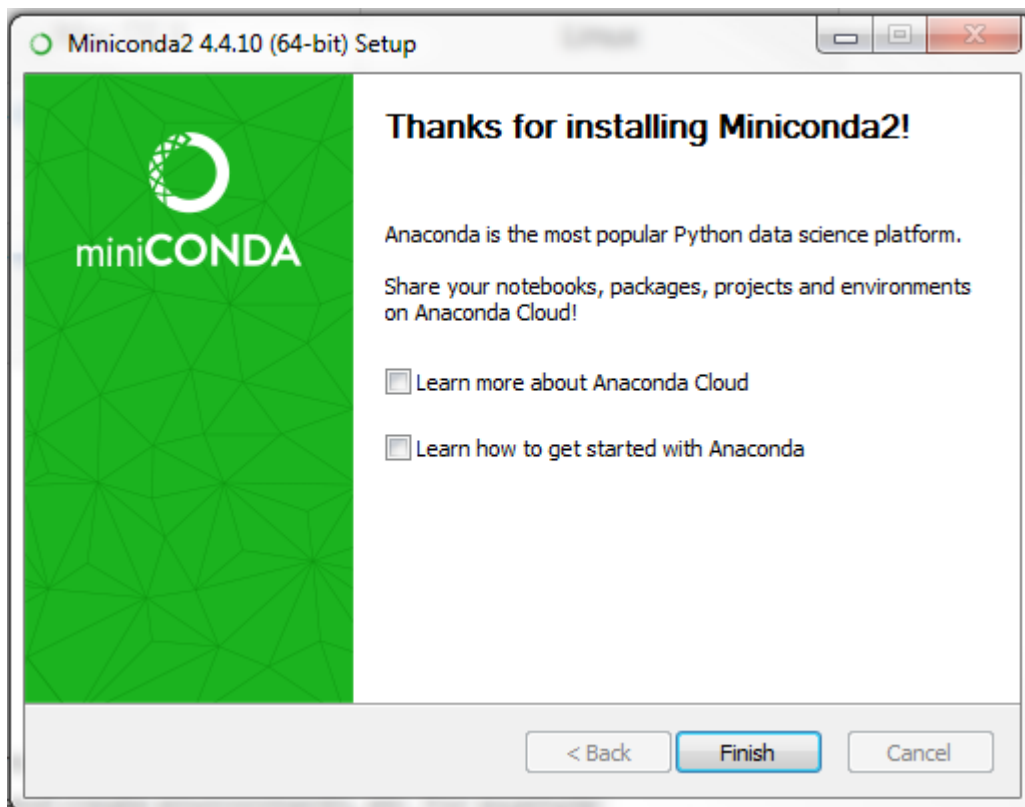 Miniconda2 4.4.10 (64-bit) Setup
Thanks for installing Miniconda2!
miniCONDA
Anaconda is the most popular Python data science platform.
Share your notebooks, packages, projects and environments
on Anaconda Cloud!
Learn more about Anaconda Cloud
Learn how to get started with Anaconda
< Back
Finish
Cancel